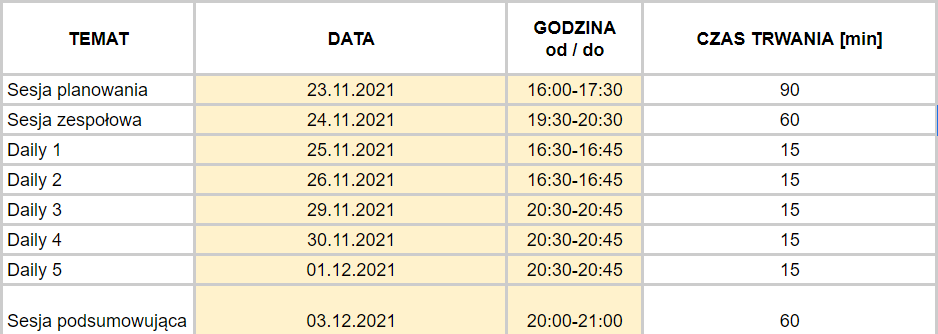 TEMAT DATA GODZINA od / do CZAS TRWANIA [min]
Sesja planowania 23.11.2021 16:00-17:30 90
Sesja zespołowa 24.11.2021 19:30-20:30 60
Daily 1 25.11.2021 16:30-16:45 15
Daily 2 26.11.2021 16:30-16:45 15
Daily 3 29.11.2021 20:30-20:45 15
Daily 4 30.11.2021 20:30-20:45 15
Daily 5 01.12.2021 20:30-20:45 15
Sesja podsumowująca 03.12.2021 20:00-21:00 60